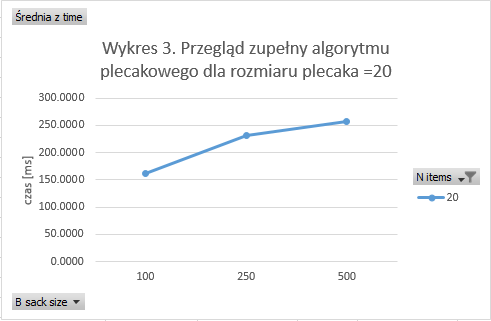 Średnia z time
Wykres 3. Przegląd zupełny algorytmu
plecakowego dla rozmiaru plecaka =20
300.0000
250.0000
200.0000
150.0000
100.0000
50.0000
0.0000
czas [ms]
100 250 500
N items
20
B sack size